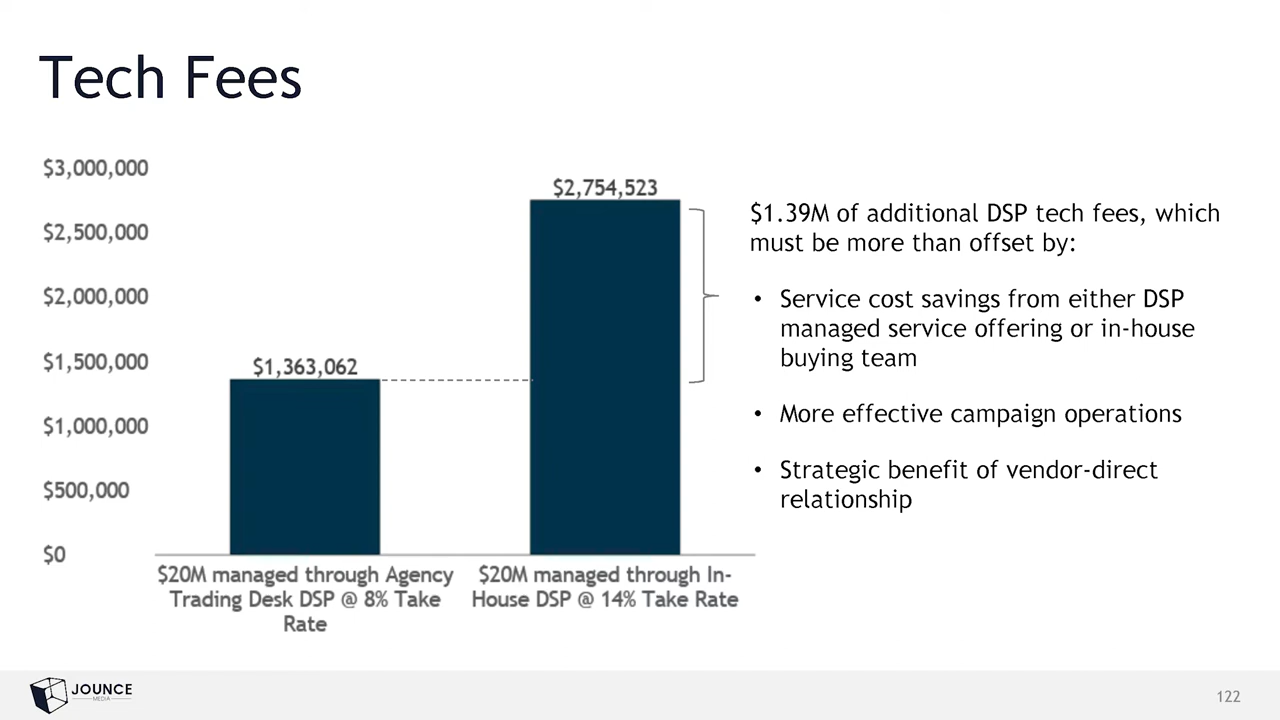 Tech Fees
$3,000,000
$2,500,000
$2,000,000
$1,500,000
$1,000,000
$500,000
$0
$1,363,062
$2,754,523
$20M managed through Agency
Trading Desk DSP @ 8% Take
Rate
$20M managed through In-
House DSP @ 14% Take Rate
$1.39M of additional DSP tech fees, which
must be more than offset by:
• Service cost savings from either DSP
managed service offering or in-house
buying team
• More effective campaign operations
• Strategic benefit of vendor-direct
relationship
JOUNCE
MEDIA
122